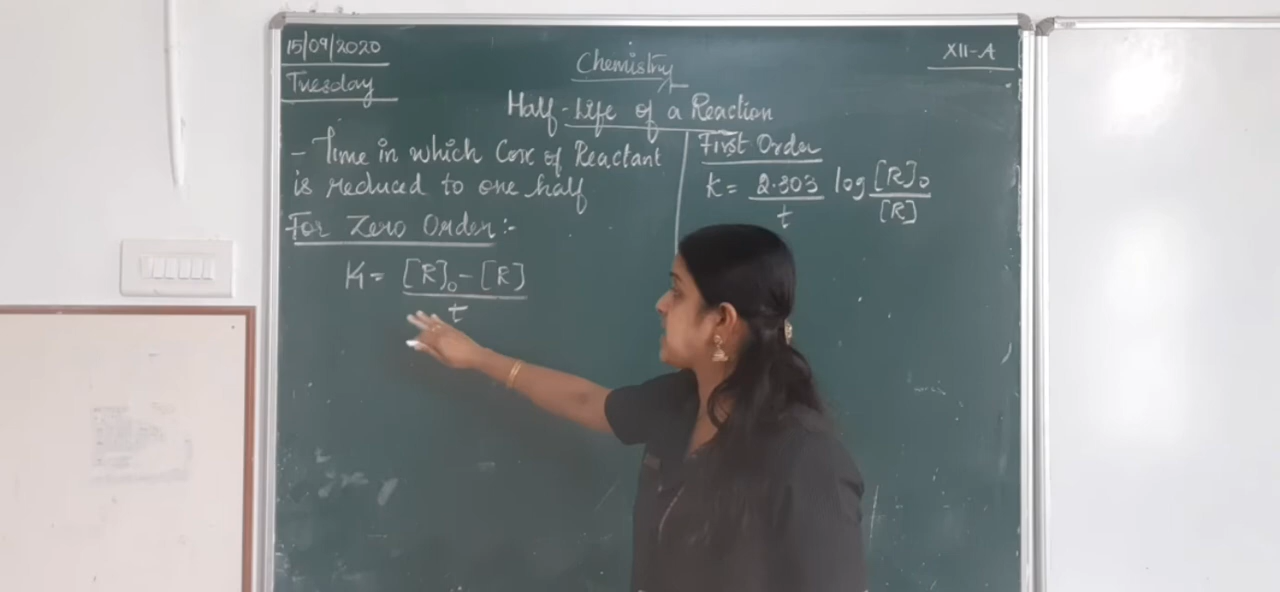 15/09/2020
Tuesday
Chemistry
XII-A
Half-Life of a Reaction
- Time in which Conc of Reactant
is reduced to one half
For Zero Order:-
K = [R]₀ - [R]
t
First Order
K = 2.303 log [R]₀
t [R]